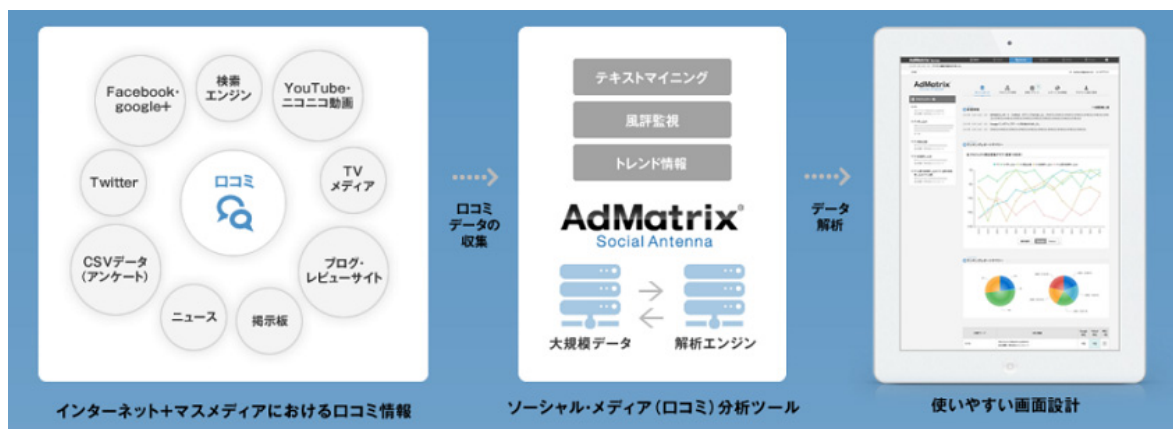 Facebook・
google+
検索
エンジン
YouTube・
ニコニコ動画
Twitter
口コミ
TV
メディア
CSVデータ
(アンケート)
ブログ・
レビューサイト
ニュース
掲示板
インターネット+マスメディアにおける口コミ情報
口コミ
データの
収集
テキストマイニング
風評監視
トレンド情報
AdMatrix®
Social Antenna
大規模データ
解析エンジン
ソーシャル・メディア(口コミ)分析ツール
データ
解析
AdMatrix
AdMatrix
使いやすい画面設計